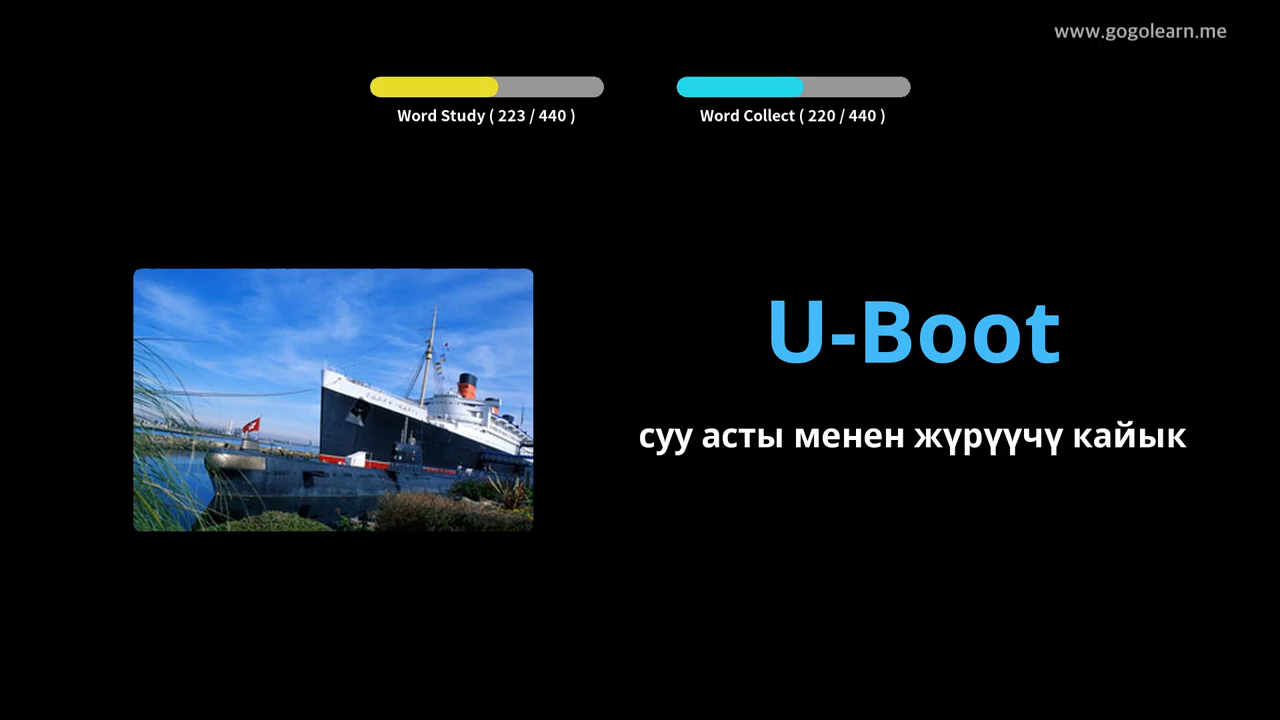 www.gogolearn.me
Word Study ( 223 / 440 )
Word Collect ( 220 / 440 )
U-Boot
суу асты менен жүрүүчү кайык